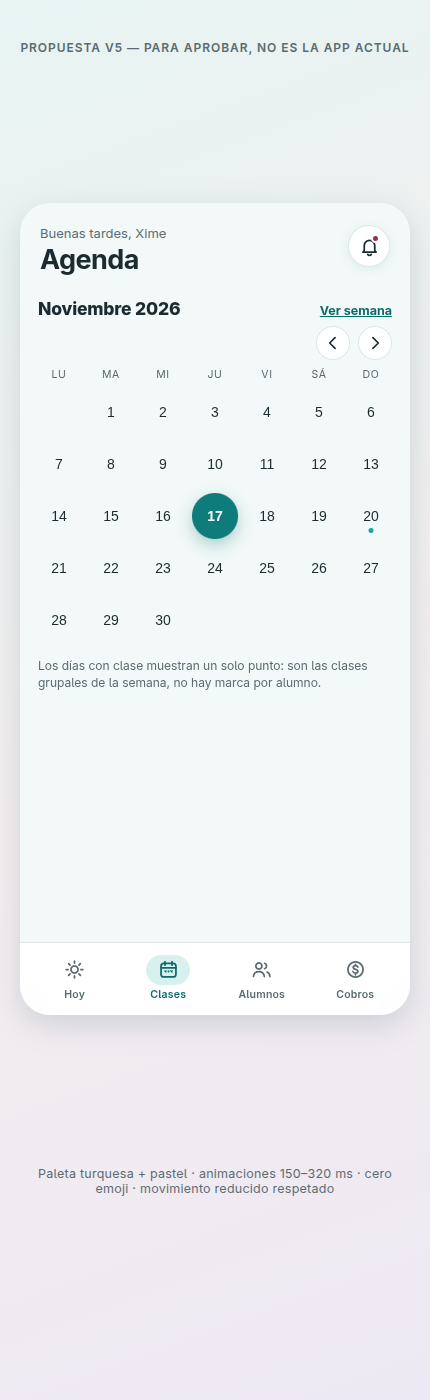 PROPUESTA V5 — PARA APROBAR, NO ES LA APP ACTUAL
Buenas tardes, Xime
Agenda
Noviembre 2026
Ver semana
LU MA MI JU VI SÁ DO
1 2 3 4 5 6
7 8 9 10 11 12 13
14 15 16 17 18 19 20
21 22 23 24 25 26 27
28 29 30
Los días con clase muestran un solo punto: son las clases
grupales de la semana, no hay marca por alumno.
Hoy Clases Alumnos Cobros
Paleta turquesa + pastel · animaciones 150–320 ms · cero
emoji · movimiento reducido respetado